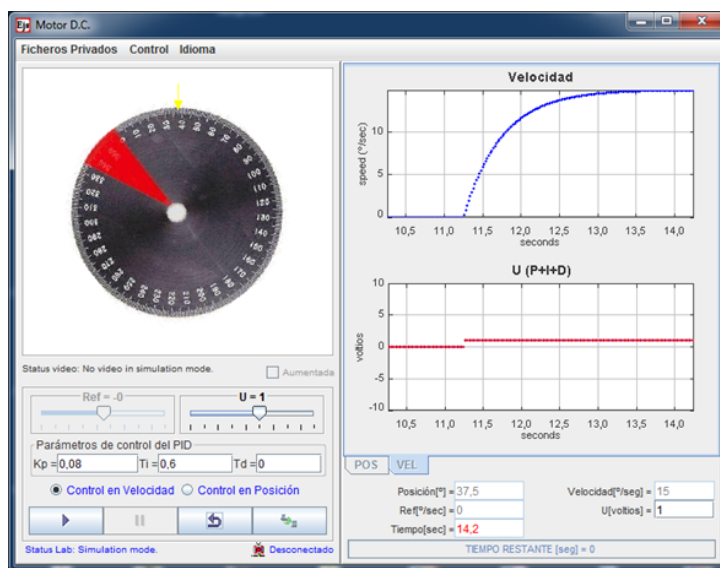 Ejs Motor D.C.
Ficheros Privados Control Idioma
Status video: No video in simulation mode.
Aumentada
Ref = -0
U = 1
Parámetros de control del PID
Kp = 0,08 Ti = 0,6 Td = 0
Control en Velocidad Control en Posición
Status Lab: Simulation mode.
Desconectado
Velocidad
speed (º/sec)
10
5
0
10,5 11,0 11,5 12,0 12,5 13,0 13,5 14,0
seconds
U (P+I+D)
voltios
10
5
0
-5
-10
10,5 11,0 11,5 12,0 12,5 13,0 13,5 14,0
seconds
POS VEL
Posición[º] = 37,5 Velocidad[º/seg] = 15
Ref[º/sec] = 0 U[voltios] = 1
Tiempo[sec] = 14,2
TIEMPO RESTANTE [seg] = 0